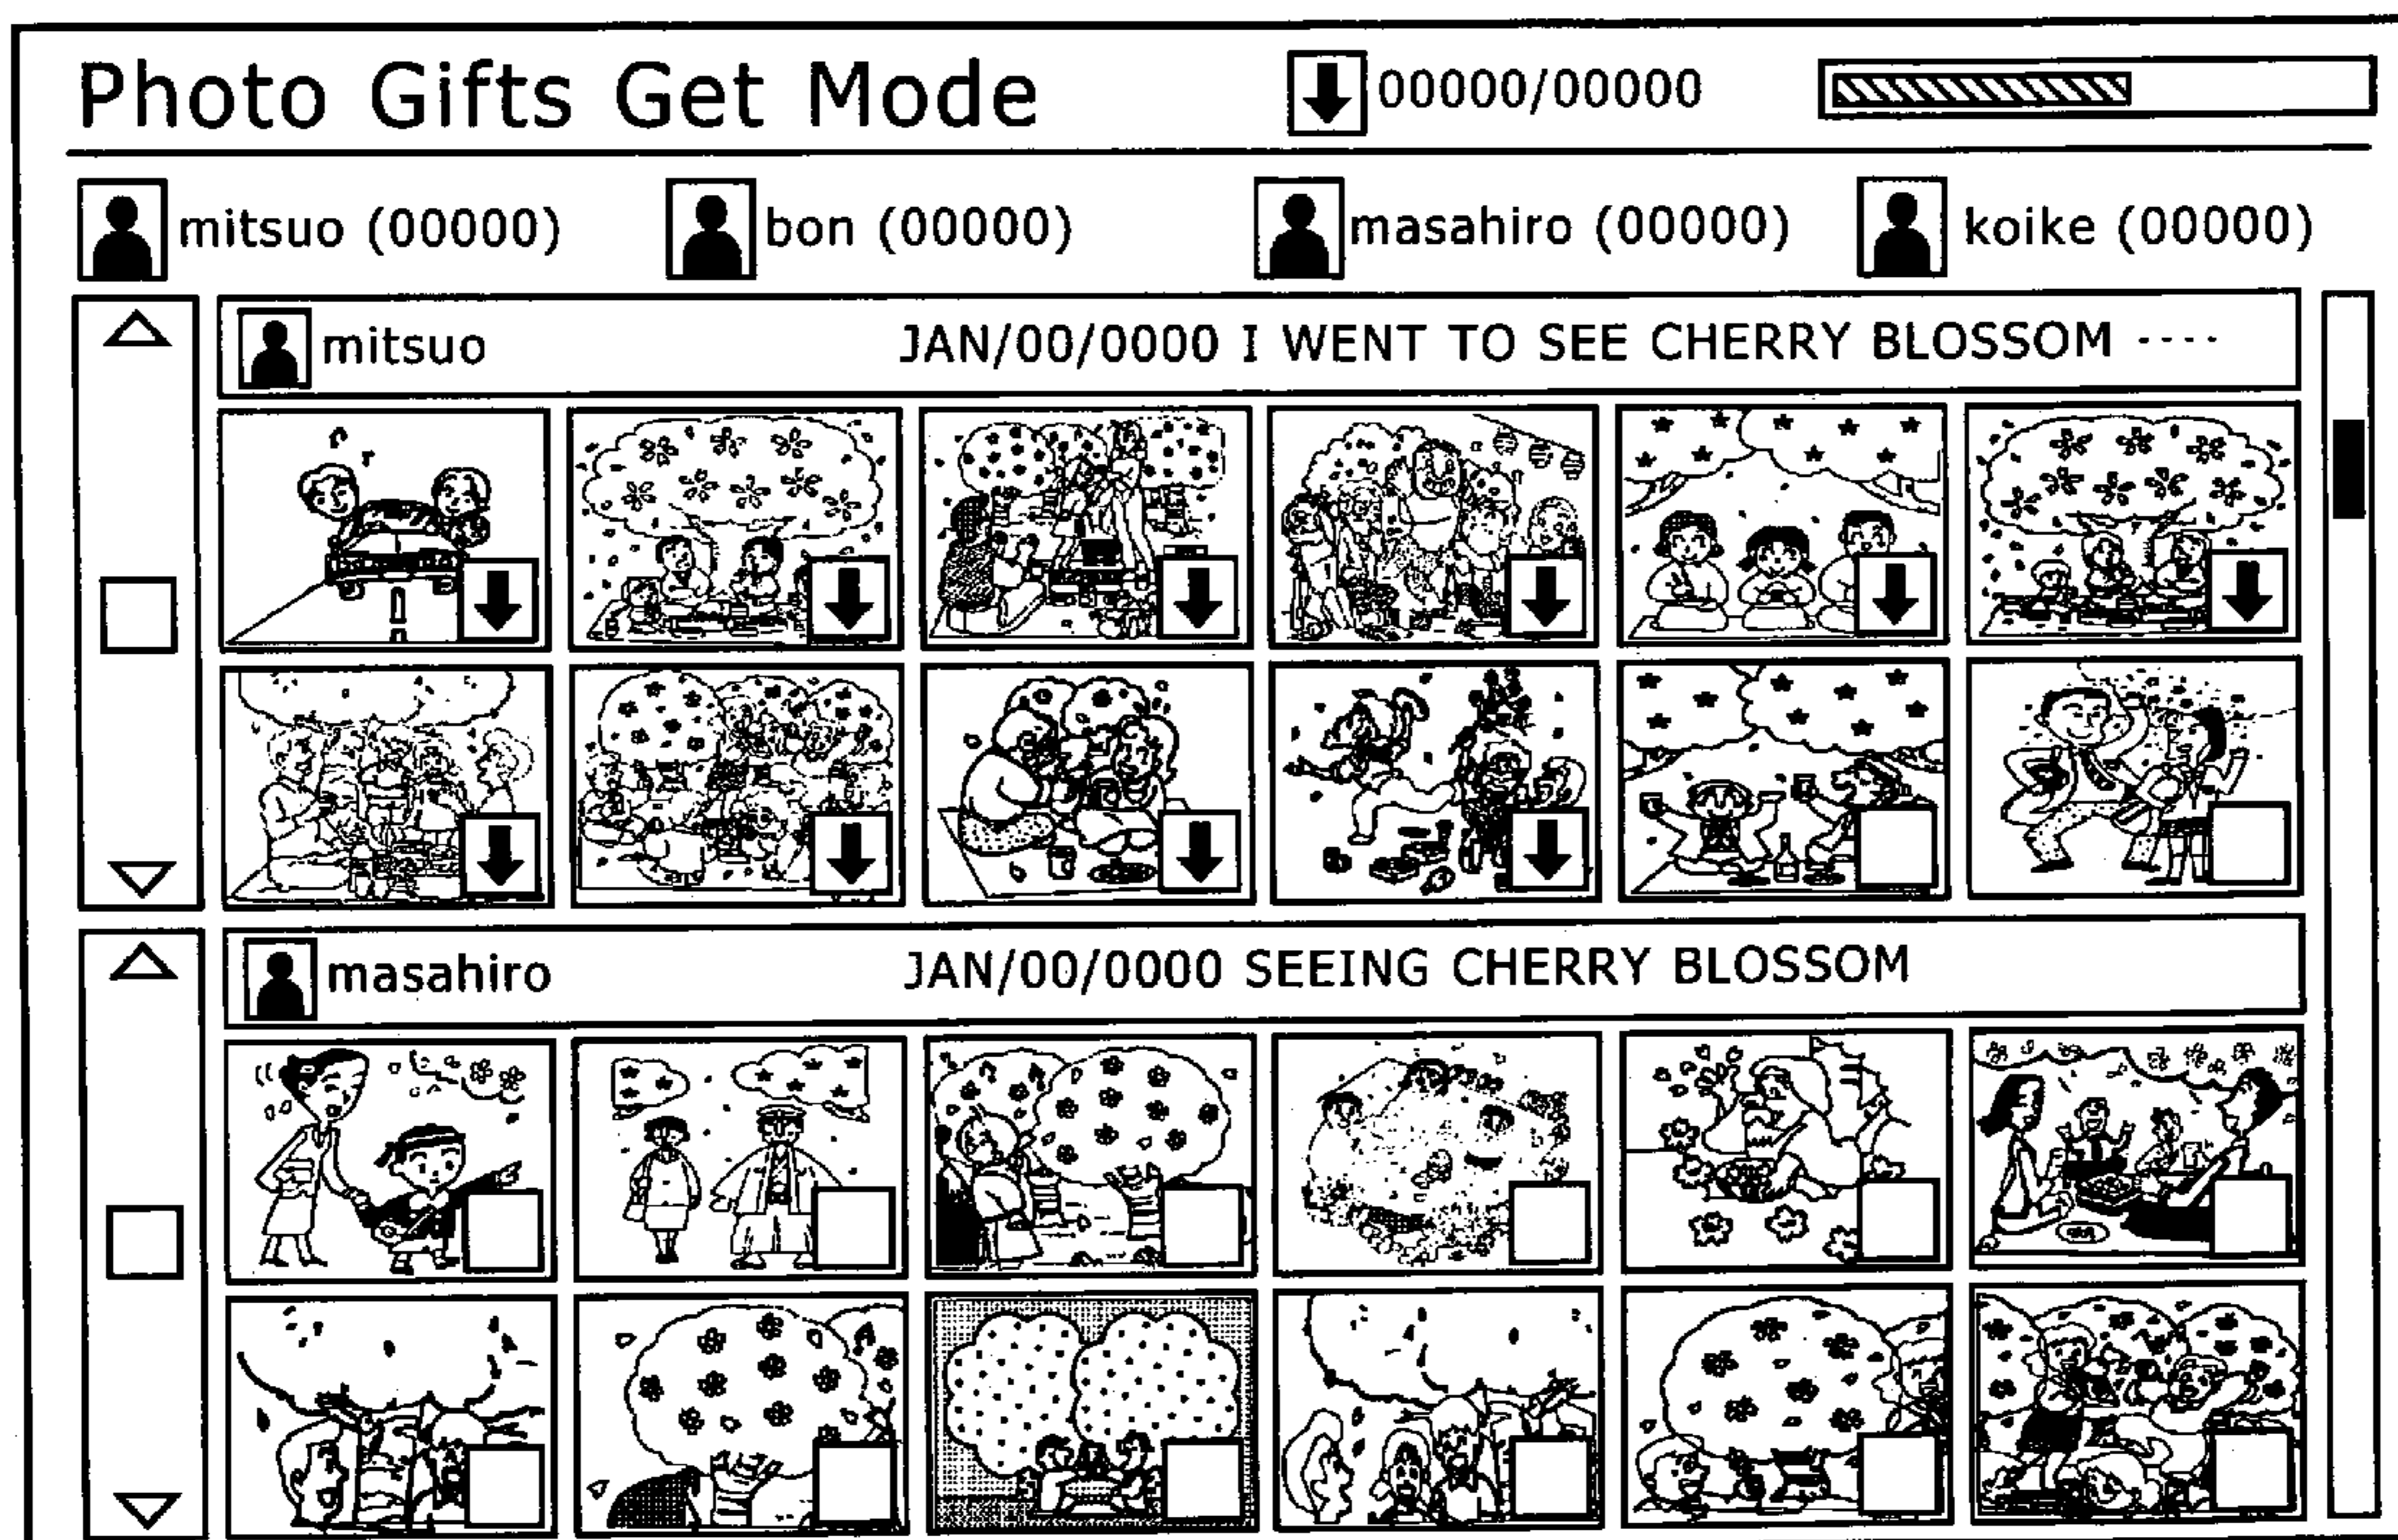 Photo Gifts Get Mode 00000/00000
mitsuo (00000) bon (00000) masahiro (00000) koike (00000)
mitsuo JAN/00/0000 I WENT TO SEE CHERRY BLOSSOM ----
masahiro JAN/00/0000 SEEING CHERRY BLOSSOM